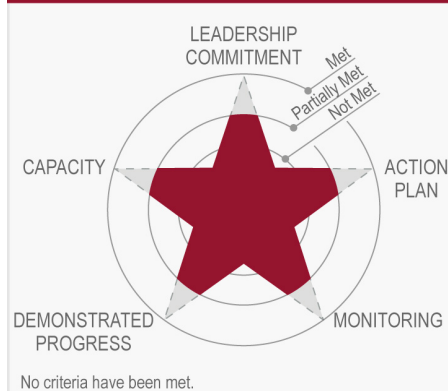 LEADERSHIP
COMMITMENT
Met
Partially Met
Not Met
CAPACITY
ACTION
PLAN
DEMONSTRATED
PROGRESS
MONITORING
No criteria have been met.